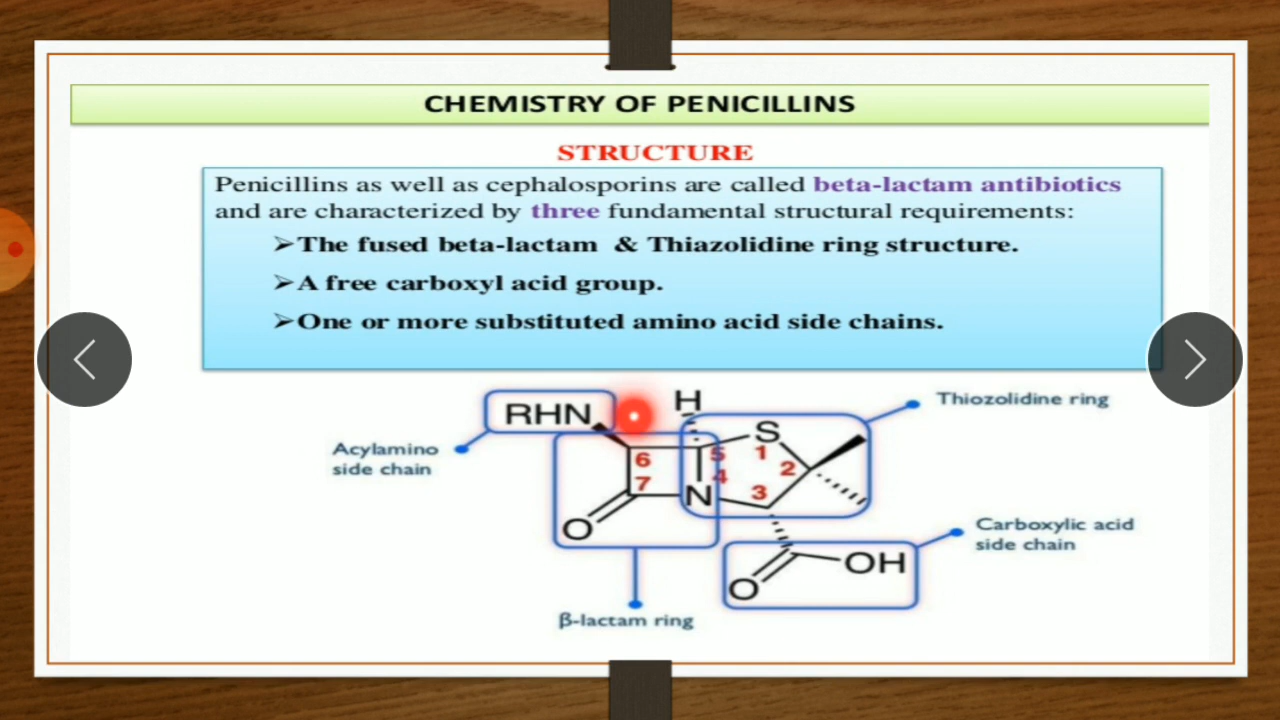 CHEMISTRY OF PENICILLINS
STRUCTURE
Penicillins as well as cephalosporins are called beta-lactam antibiotics
and are characterized by three fundamental structural requirements:
➢The fused beta-lactam & Thiazolidine ring structure.
➢A free carboxyl acid group.
➢One or more substituted amino acid side chains.
RHN
H
Thiozolidine ring
S
Acylamino
side chain
6
5
1
2
7
4
N
3
O
Carboxylic acid
side chain
OH
O
β-lactam ring